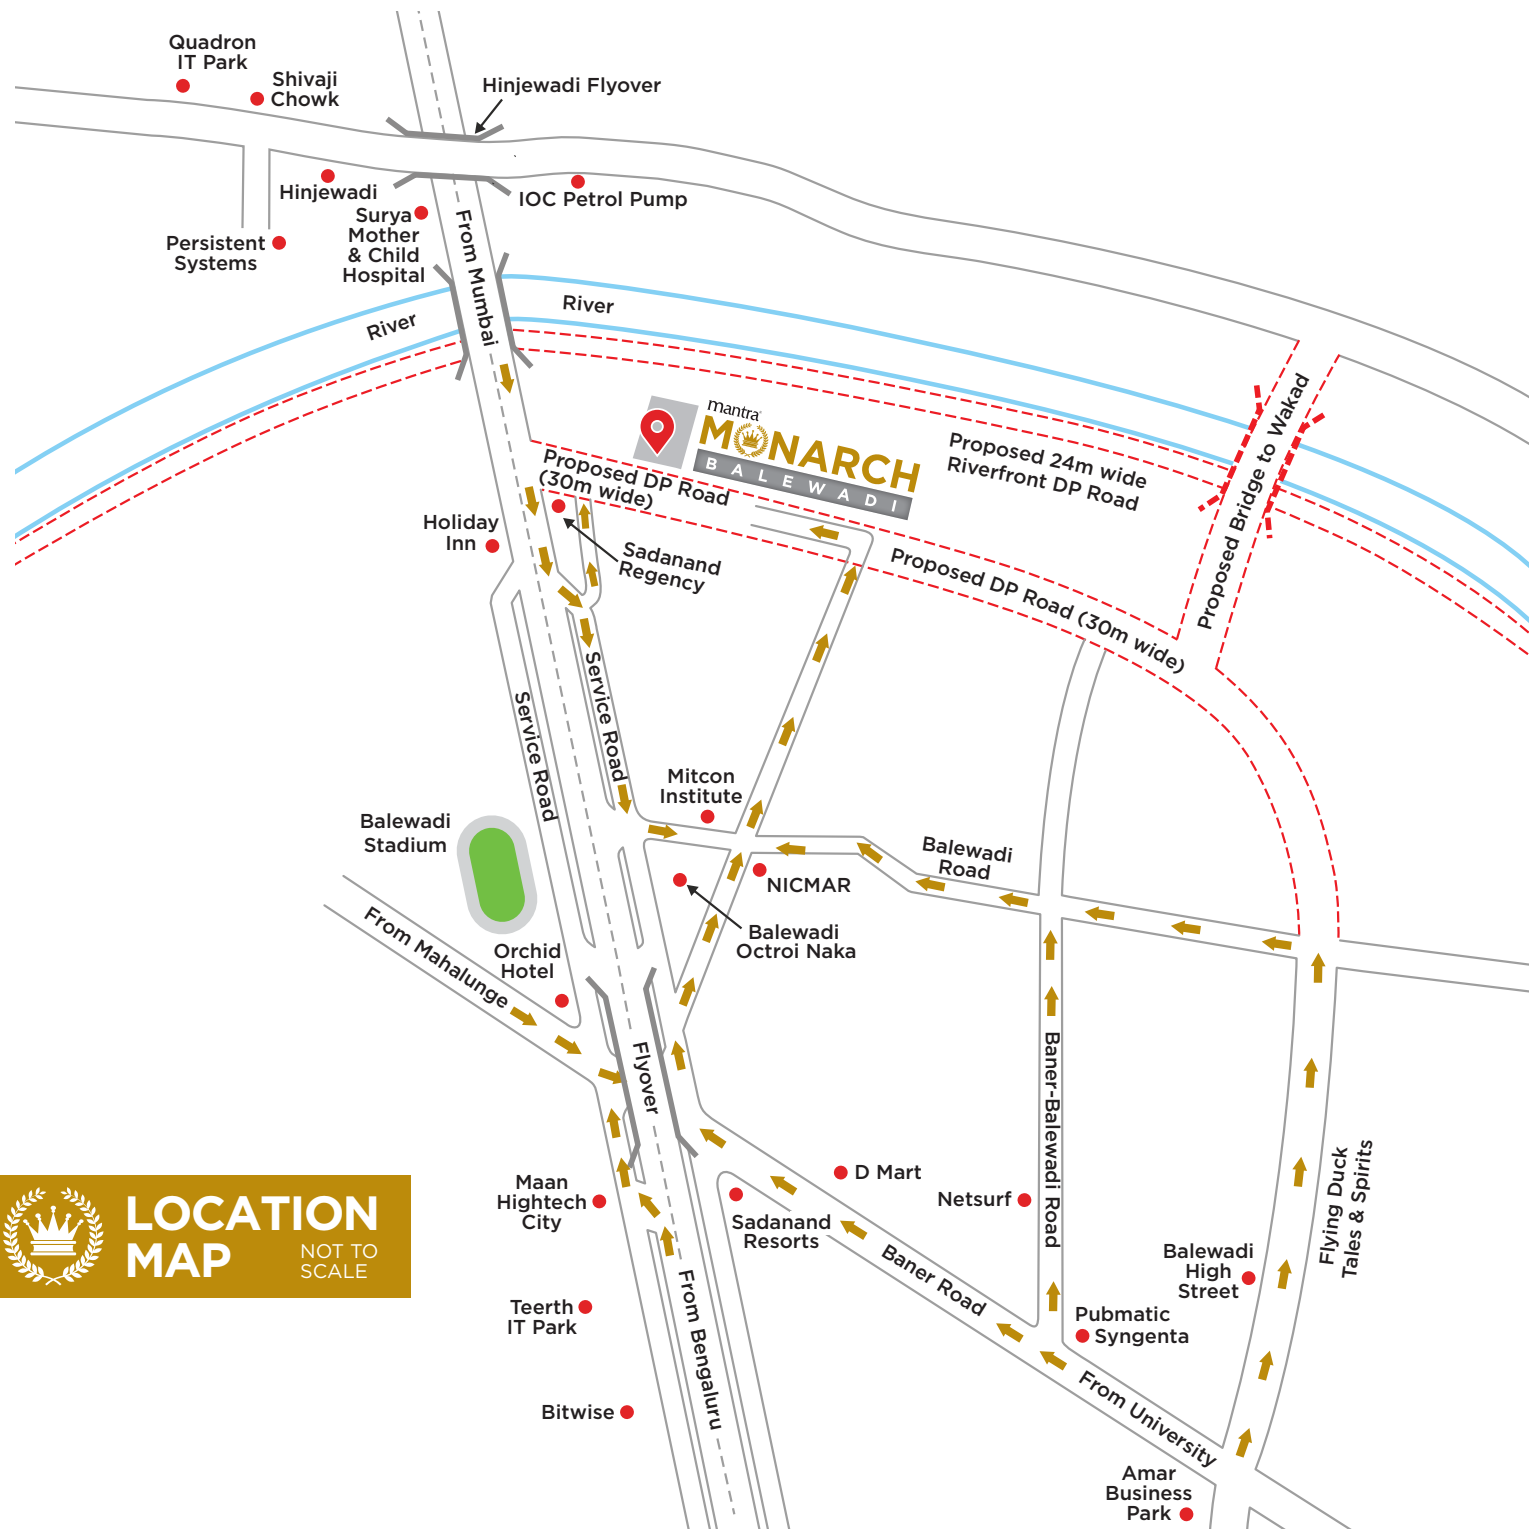 Quadron
IT Park
Shivaji
Chowk
Hinjewadi Flyover
Hinjewadi
IOC Petrol Pump
Surya
Mother
& Child
Hospital
Persistent
Systems
From Mumbai
River
River
mantra
MONARCH
BALEWADI
Proposed DP Road
(30m wide)
Proposed 24m wide
Riverfront DP Road
Proposed Bridge to Wakad
Holiday
Inn
Sadanand
Regency
Proposed DP Road (30m wide)
Service Road
Service Road
Mitcon
Institute
Balewadi
Stadium
Balewadi
Road
NICMAR
Balewadi
Octroi Naka
From Mahalunge
Orchid
Hotel
Flyover
Baner-Balewadi Road
Maan
Hightech
City
D Mart
Netsurf
Sadanand
Resorts
Flying Duck
Tales & Spirits
LOCATION
MAP
NOT TO
SCALE
Baner Road
Balewadi
High
Street
Teerth
IT Park
From Bengaluru
Pubmatic
Syngenta
Bitwise
From University
Amar
Business
Park